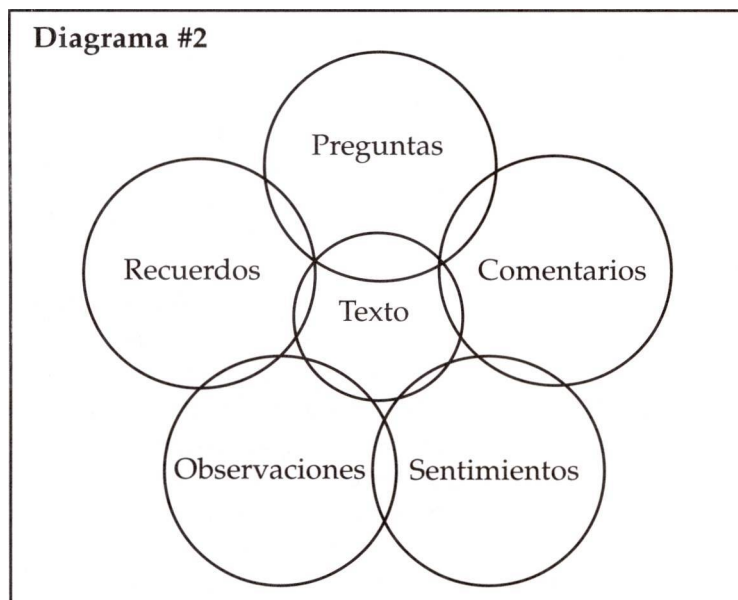 Diagrama #2
Preguntas
Recuerdos
Comentarios
Texto
Observaciones
Sentimientos